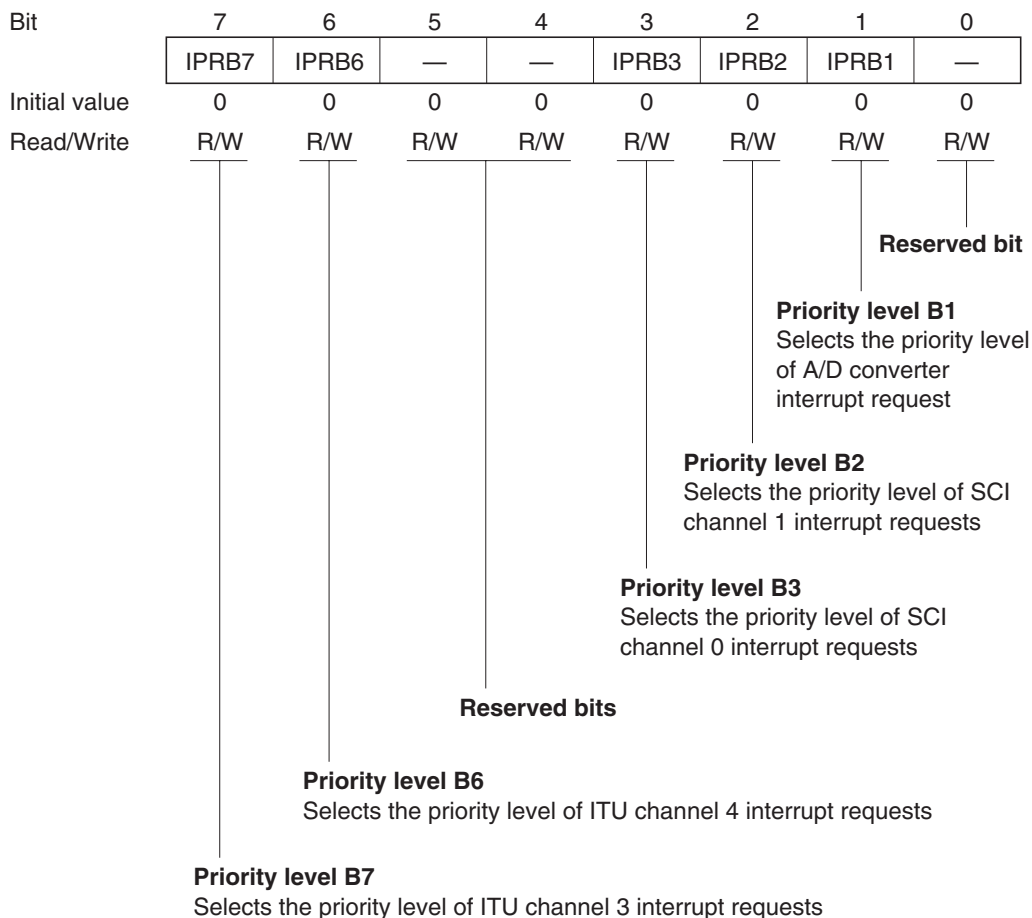 Bit 7 6 5 4 3 2 1 0
IPRB7 IPRB6 — — IPRB3 IPRB2 IPRB1 —
Initial value 0 0 0 0 0 0 0 0
Read/Write R/W R/W R/W R/W R/W R/W R/W R/W
Reserved bit
Priority level B1
Selects the priority level
of A/D converter
interrupt request
Priority level B2
Selects the priority level of SCI
channel 1 interrupt requests
Priority level B3
Selects the priority level of SCI
channel 0 interrupt requests
Reserved bits
Priority level B6
Selects the priority level of ITU channel 4 interrupt requests
Priority level B7
Selects the priority level of ITU channel 3 interrupt requests